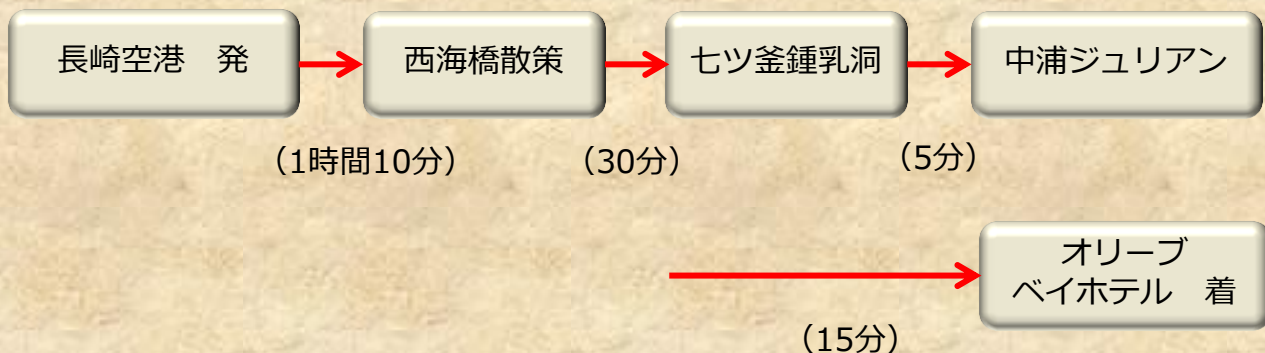 長崎空港　発
西海橋散策
七ツ釜鍾乳洞
中浦ジュリアン
（1時間10分）
（30分）
（5分）
オリーブ
ベイホテル　着
（15分）